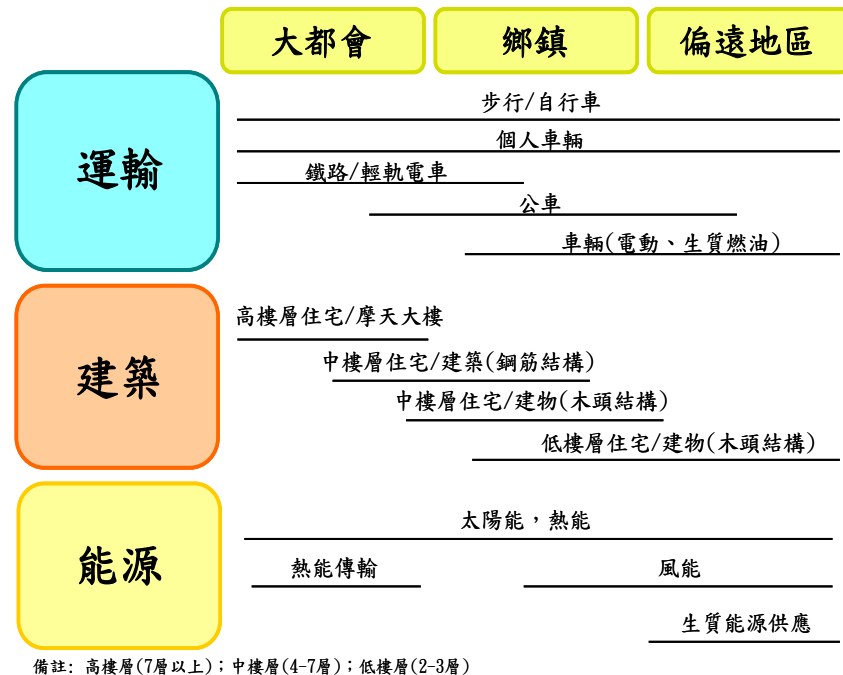 大都會 鄉鎮 偏遠地區
運輸
步行/自行車
個人車輛
鐵路/輕軌電車
公車
車輛(電動、生質燃油)
建築
高樓層住宅/摩天大樓
中樓層住宅/建築(鋼筋結構)
中樓層住宅/建物(木頭結構)
低樓層住宅/建物(木頭結構)
能源
太陽能，熱能
熱能傳輸 風能
生質能源供應
備註: 高樓層(7層以上)；中樓層(4-7層)；低樓層(2-3層)